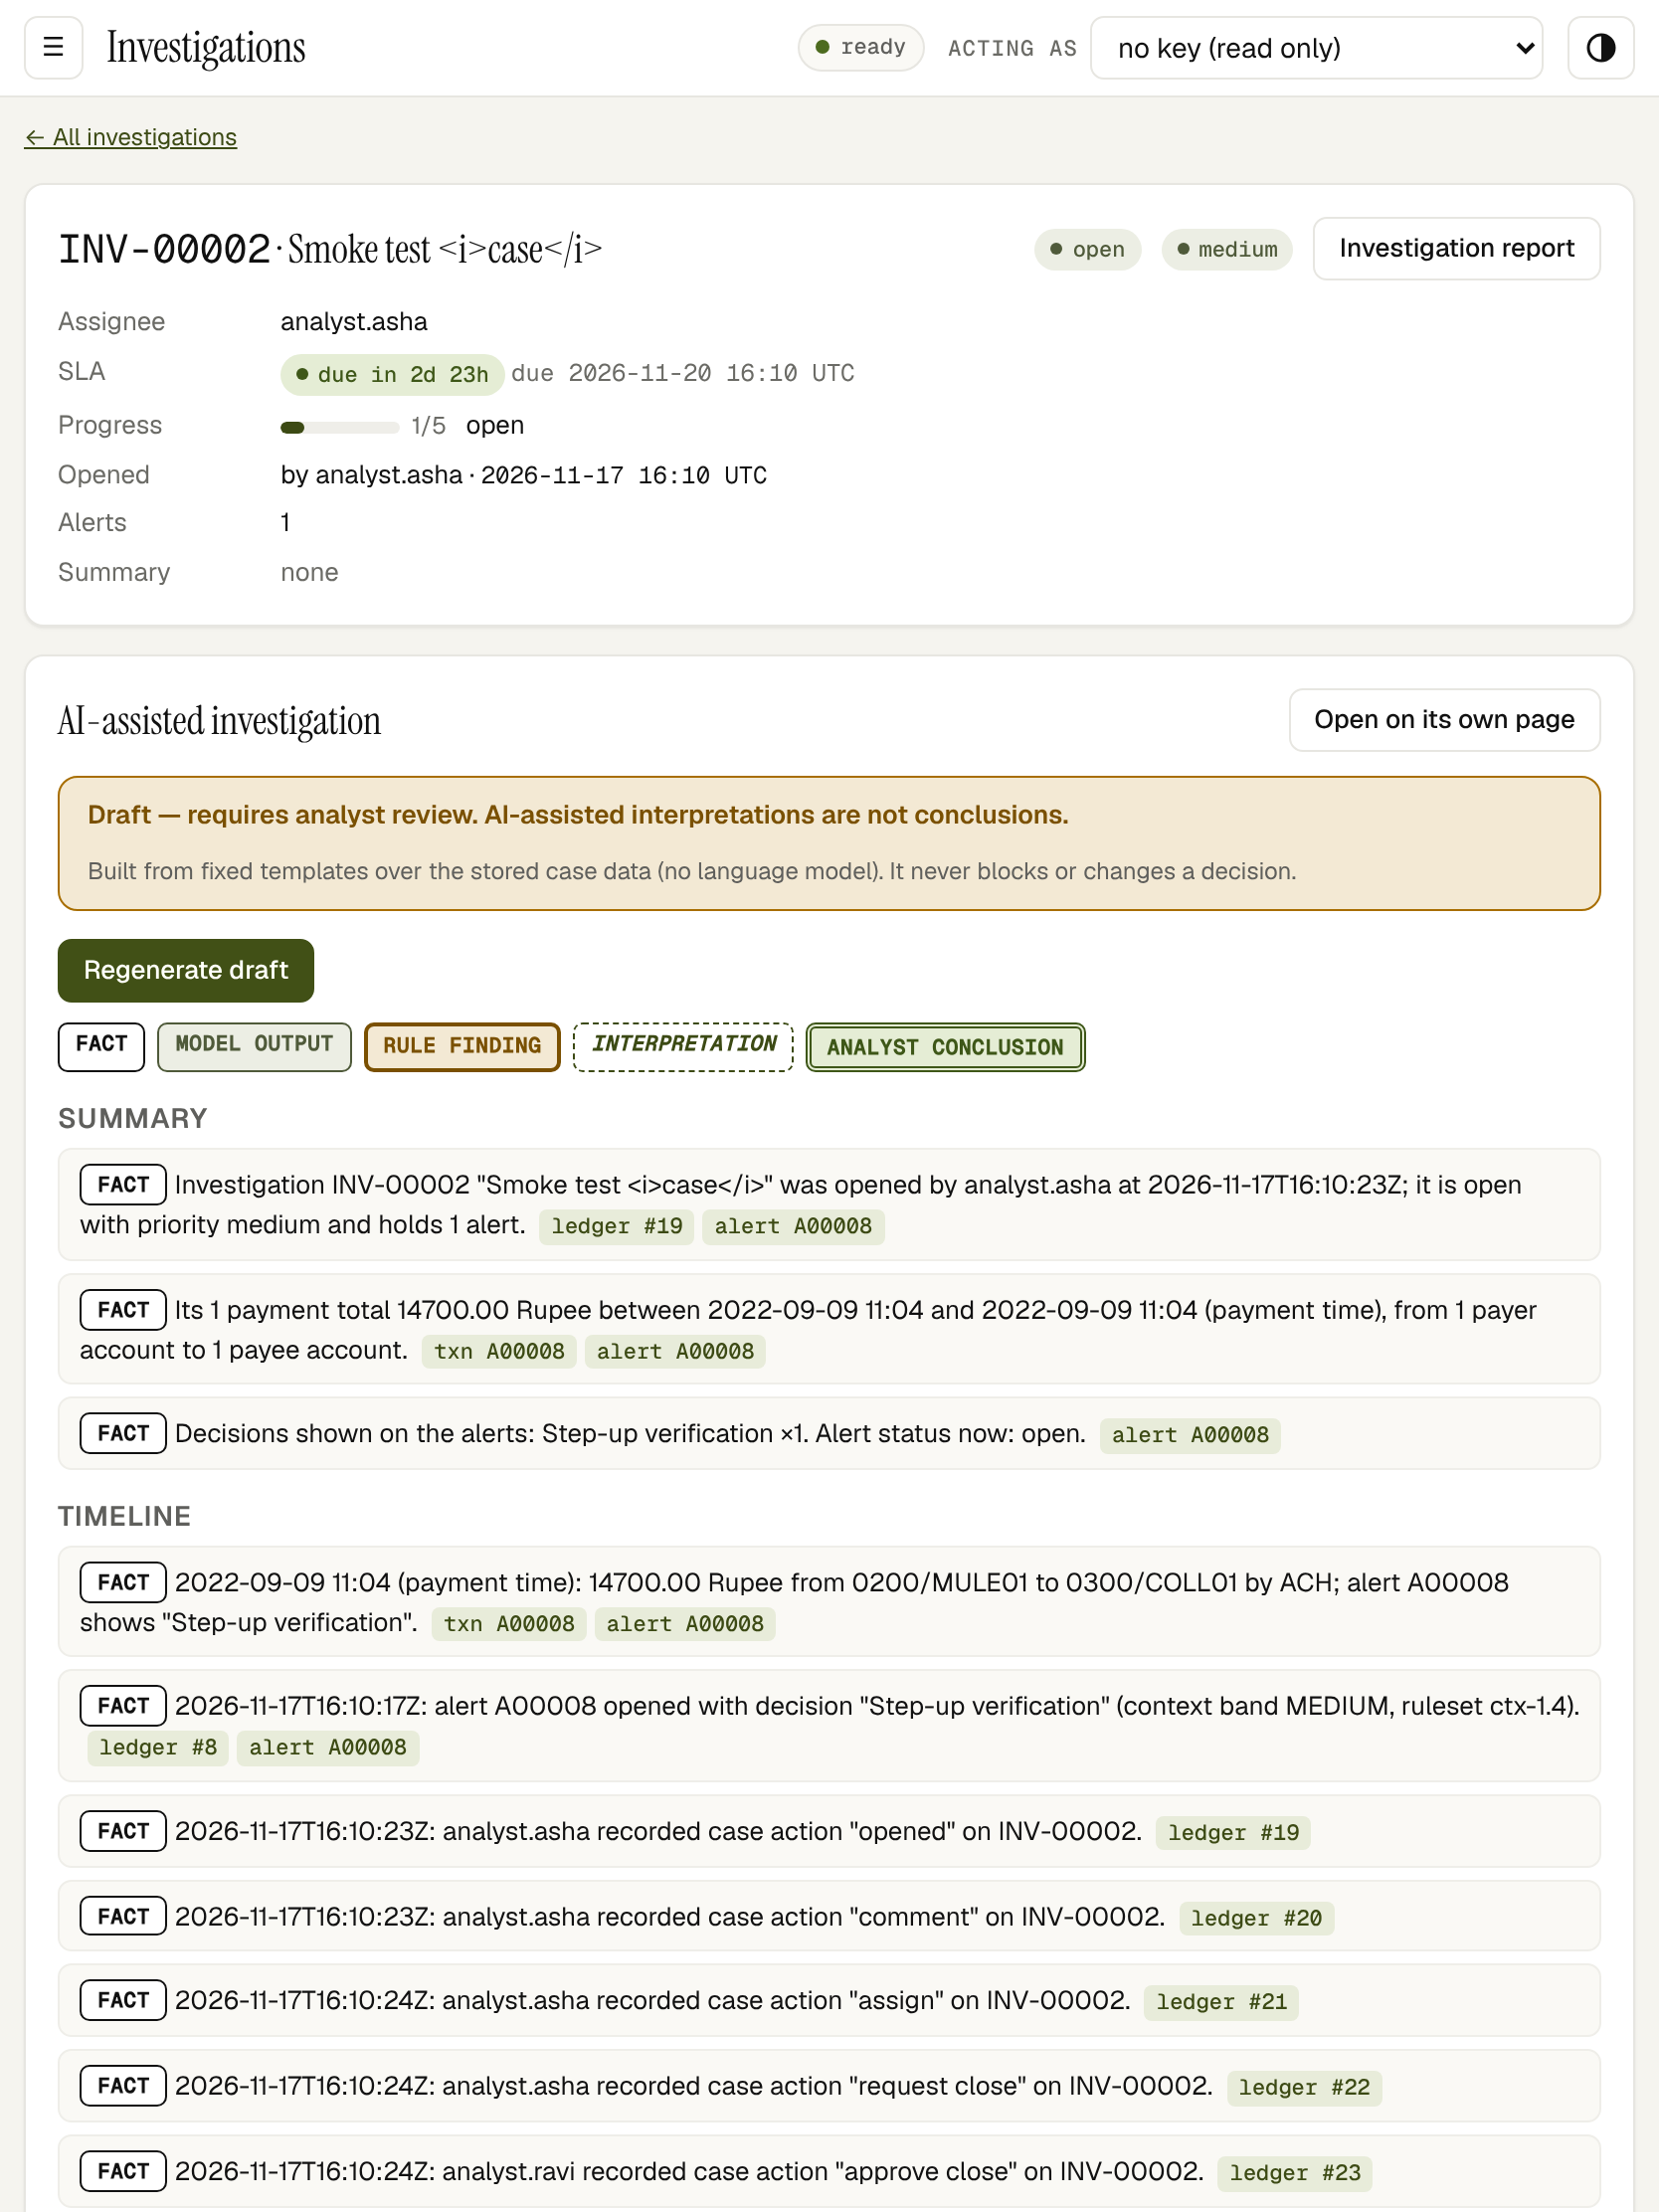 ☰ Investigations ready ACTING AS no key (read only)
← All investigations
INV-00002 · Smoke test <i>case</i> open medium Investigation report
Assignee analyst.asha
SLA due in 2d 23h due 2026-11-20 16:10 UTC
Progress 1/5 open
Opened by analyst.asha · 2026-11-17 16:10 UTC
Alerts 1
Summary none
AI-assisted investigation Open on its own page
Draft — requires analyst review. AI-assisted interpretations are not conclusions.
Built from fixed templates over the stored case data (no language model). It never blocks or changes a decision.
Regenerate draft
FACT MODEL OUTPUT RULE FINDING INTERPRETATION ANALYST CONCLUSION
SUMMARY
FACT Investigation INV-00002 "Smoke test <i>case</i>" was opened by analyst.asha at 2026-11-17T16:10:23Z; it is open
with priority medium and holds 1 alert. ledger #19 alert A00008
FACT Its 1 payment total 14700.00 Rupee between 2022-09-09 11:04 and 2022-09-09 11:04 (payment time), from 1 payer
account to 1 payee account. txn A00008 alert A00008
FACT Decisions shown on the alerts: Step-up verification ×1. Alert status now: open. alert A00008
TIMELINE
FACT 2022-09-09 11:04 (payment time): 14700.00 Rupee from 0200/MULE01 to 0300/COLL01 by ACH; alert A00008
shows "Step-up verification". txn A00008 alert A00008
FACT 2026-11-17T16:10:17Z: alert A00008 opened with decision "Step-up verification" (context band MEDIUM, ruleset ctx-1.4).
ledger #8 alert A00008
FACT 2026-11-17T16:10:23Z: analyst.asha recorded case action "opened" on INV-00002. ledger #19
FACT 2026-11-17T16:10:23Z: analyst.asha recorded case action "comment" on INV-00002. ledger #20
FACT 2026-11-17T16:10:24Z: analyst.asha recorded case action "assign" on INV-00002. ledger #21
FACT 2026-11-17T16:10:24Z: analyst.asha recorded case action "request close" on INV-00002. ledger #22
FACT 2026-11-17T16:10:24Z: analyst.ravi recorded case action "approve close" on INV-00002. ledger #23